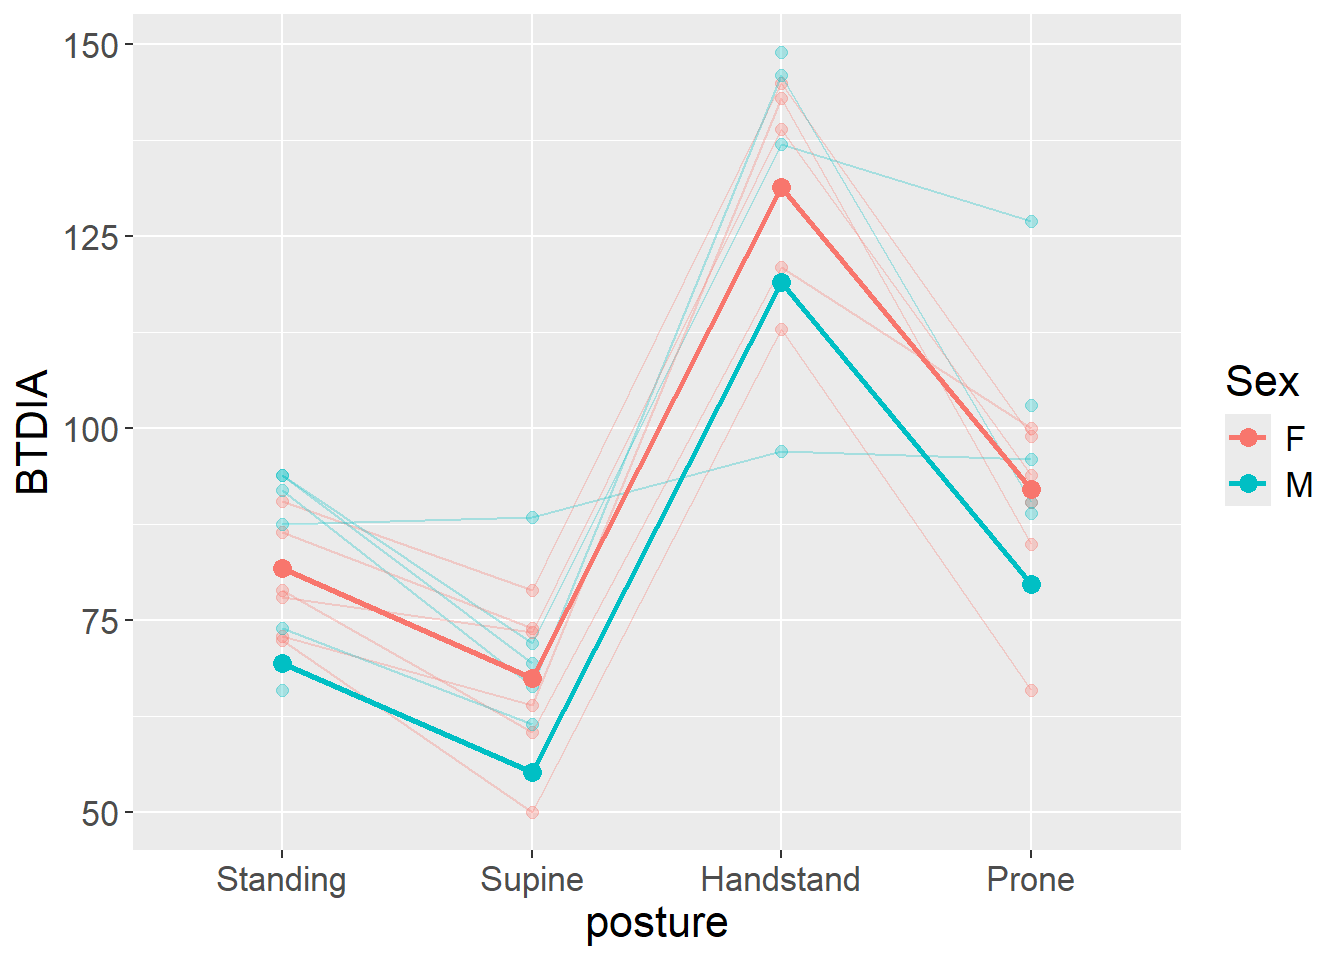 150
125
100
75
50
BTDIA
Standing
Supine
Handstand
Prone
posture
Sex
F
M